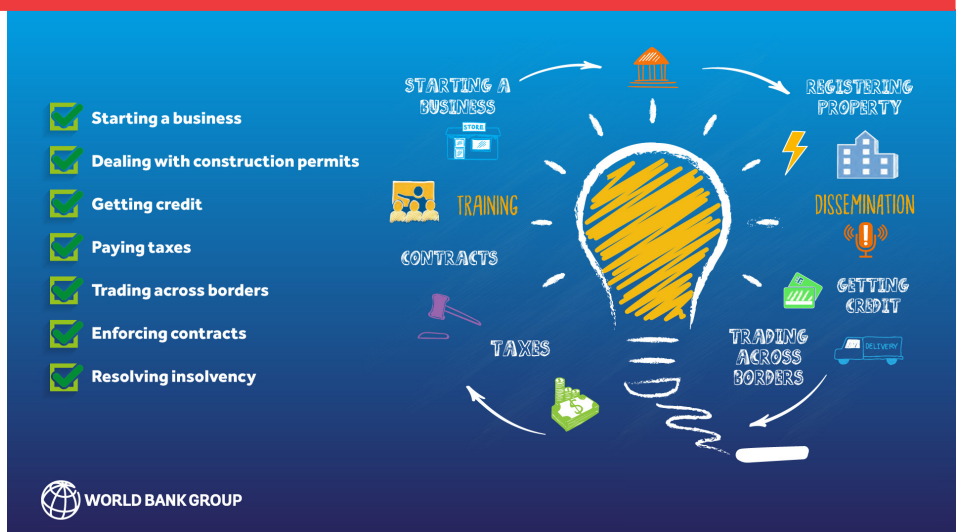 Starting a business
Dealing with construction permits
Getting credit
Paying taxes
Trading across borders
Enforcing contracts
Resolving insolvency
STARTING A
BUSINESS
STORE
TRAINING
CONTRACTS
TAXES
REGISTERING
PROPERTY
DISSEMINATION
GETTING
CREDIT
TRADING
ACROSS
BORDERS
DELIVERY
WORLD BANK GROUP